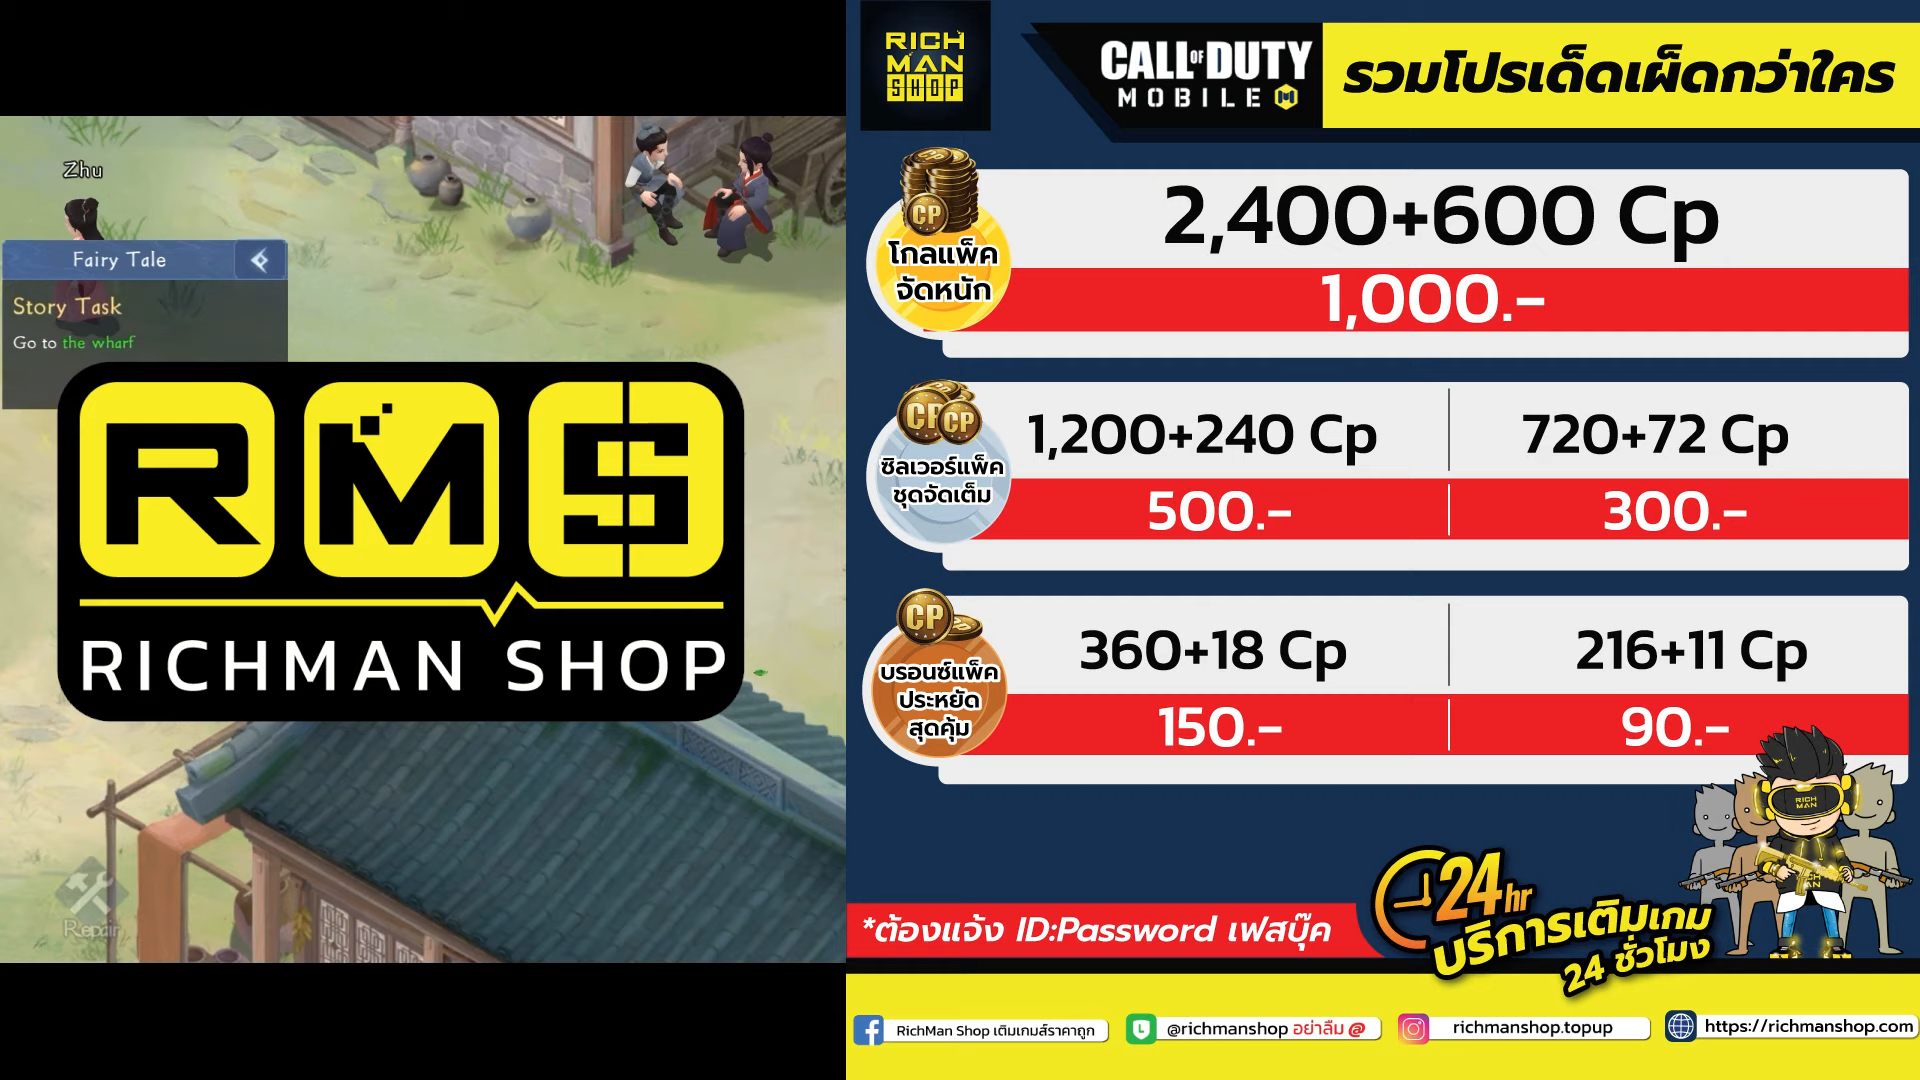 Zhu
Fairy Tale
Story Task
Go to the wharf
RMS
RICHMAN SHOP
Repair
RICH
MAN
SHOP
CALL OF DUTY
MOBILE
รวมโปรเด็ดเผ็ดกว่าใคร
CP
โกลแพ็ค
จัดหนัก
2,400+600 Cp
1,000.-
CP CP
ซิลเวอร์แพ็ค
ชุดจัดเต็ม
1,200+240 Cp
720+72 Cp
500.-
300.-
CP
บรอนซ์แพ็ค
ประหยัด
สุดคุ้ม
360+18 Cp
216+11 Cp
150.-
90.-
RICH
MAN
*ต้องแจ้ง ID:Password เฟสบุ๊ค
24hr
บริการเติมเกม
24 ชั่วโมง
RichMan Shop เติมเกมส์ราคาถูก
@richmanshop อย่าลืม @
richmanshop.topup
https://richmanshop.com